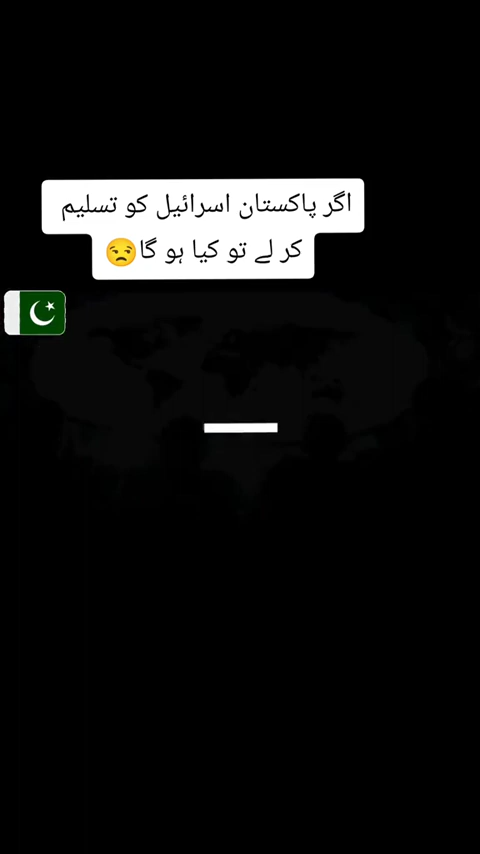 اگر پاکستان اسرائیل کو تسلیم
کر لے تو کیا ہو گا😒